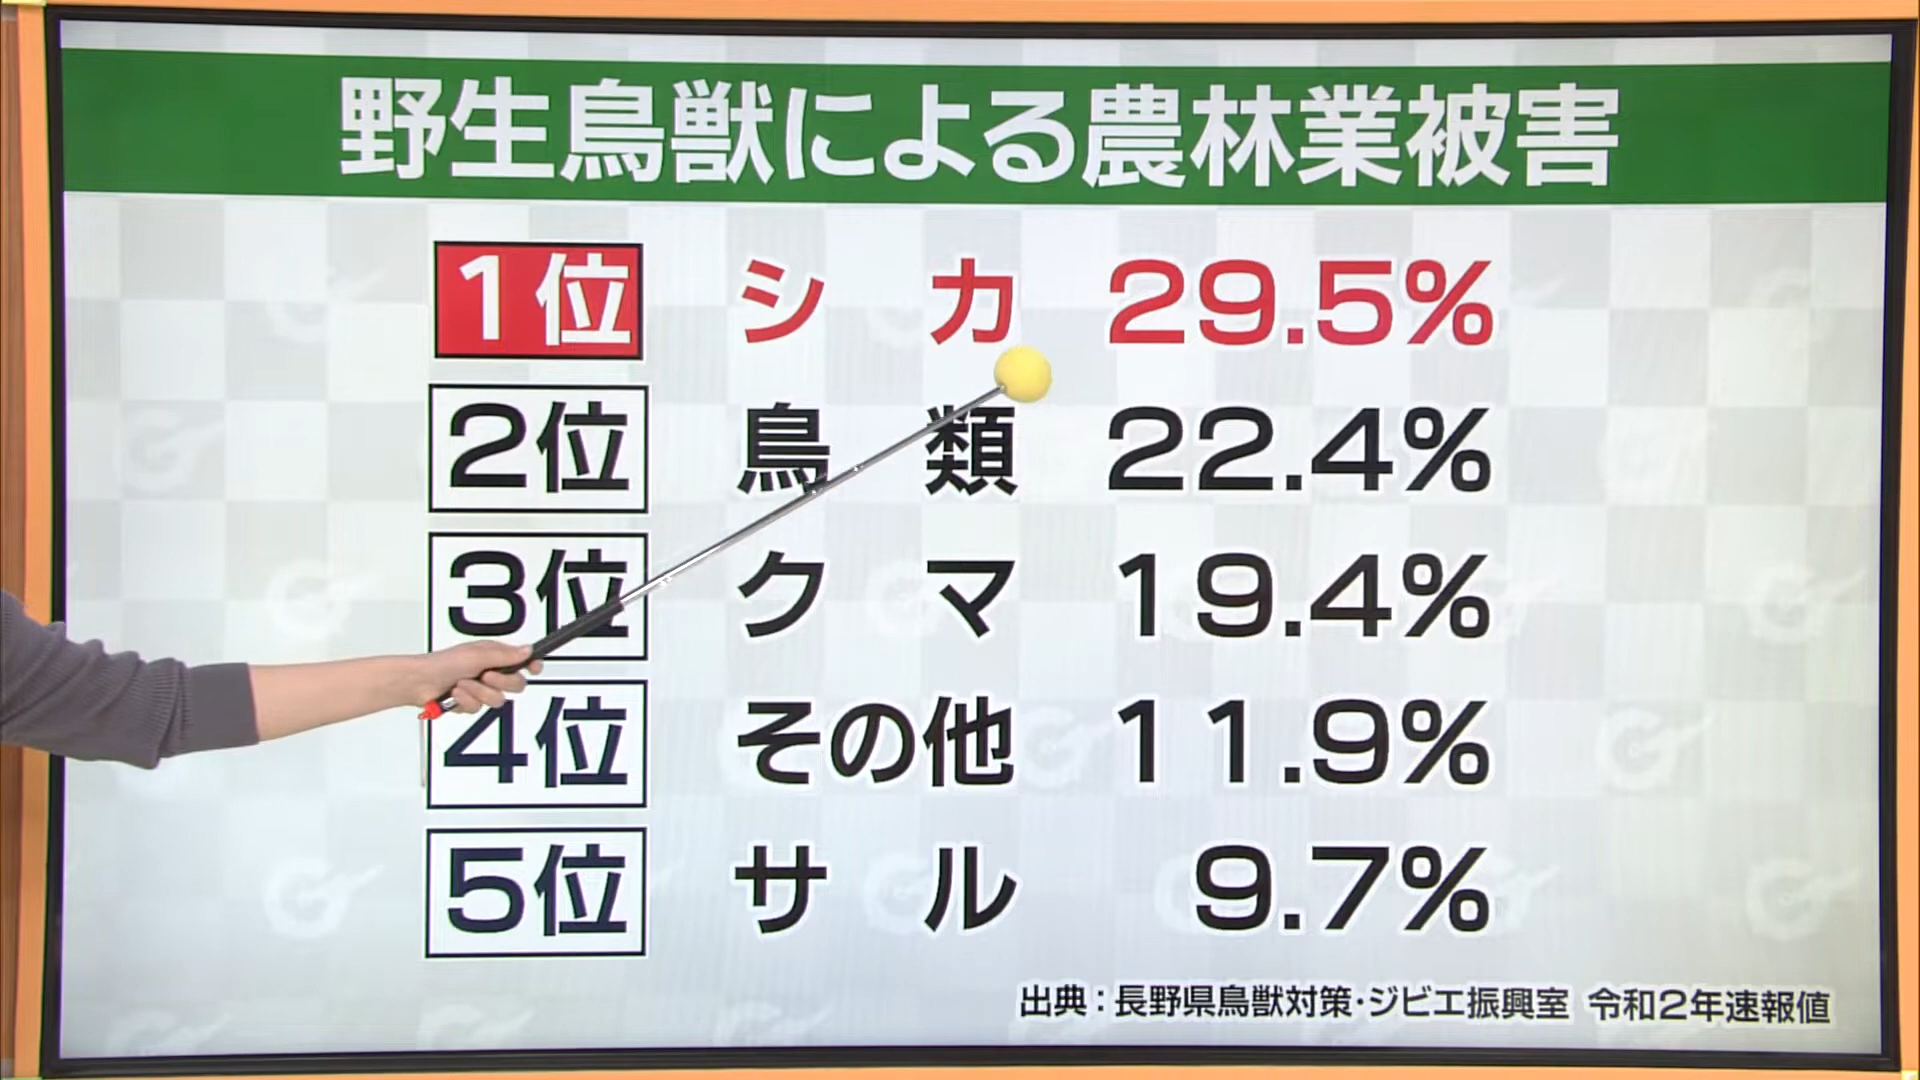 野生鳥獣による農林業被害
1位 シカ 29.5%
2位 鳥類 22.4%
3位 クマ 19.4%
4位 その他 11.9%
5位 サル 9.7%
出典：長野県鳥獣対策・ジビエ振興室 令和2年速報値